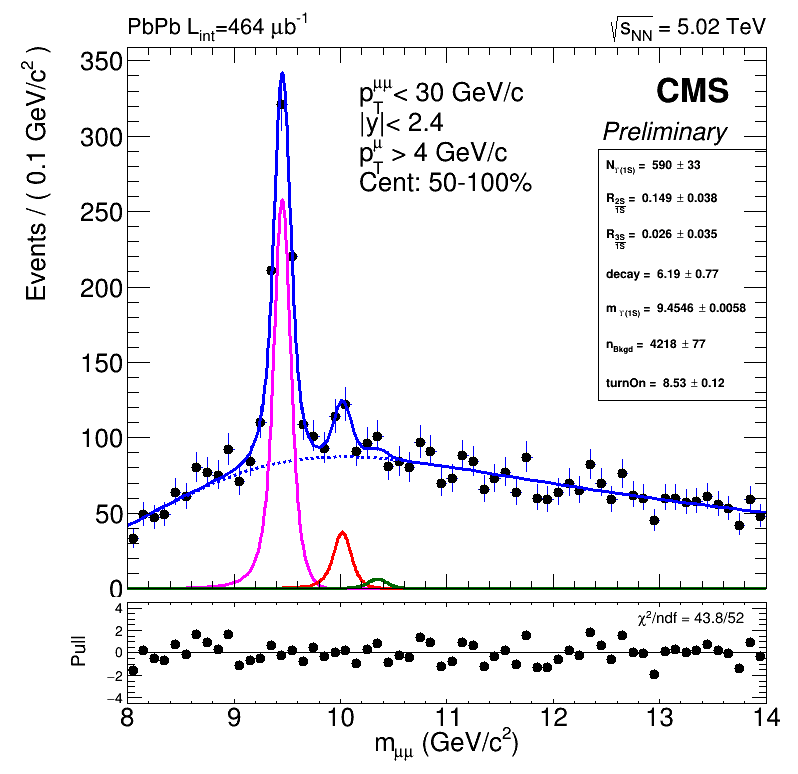 PbPb L_int=464 μb⁻¹
√s_NN = 5.02 TeV
Events / ( 0.1 GeV/c² )
350
300
250
200
150
100
50
0
p_T^μμ < 30 GeV/c
|y|< 2.4
p_T^μ > 4 GeV/c
Cent: 50-100%
CMS
Preliminary
N_ϒ(1S) = 590 ± 33
R_2S/1S = 0.149 ± 0.038
R_3S/1S = 0.026 ± 0.035
decay = 6.19 ± 0.77
m_ϒ(1S) = 9.4546 ± 0.0058
n_Bkgd = 4218 ± 77
turnOn = 8.53 ± 0.12
Pull
4
2
0
−2
−4
χ²/ndf = 43.8/52
8 9 10 11 12 13 14
m_μμ (GeV/c²)